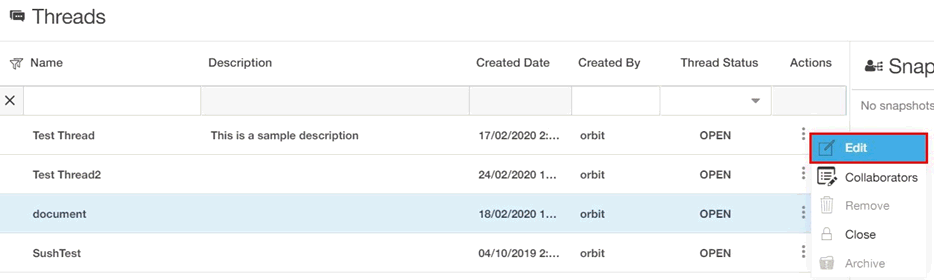 Threads
Name Description Created Date Created By Thread Status Actions
Snap
No snapshots
Test Thread This is a sample description 17/02/2020 2:... orbit OPEN
Edit
Test Thread2 24/02/2020 1... orbit OPEN
Collaborators
Remove
document 18/02/2020 1... orbit OPEN
Close
SushTest 04/10/2019 2:... orbit OPEN
Archive